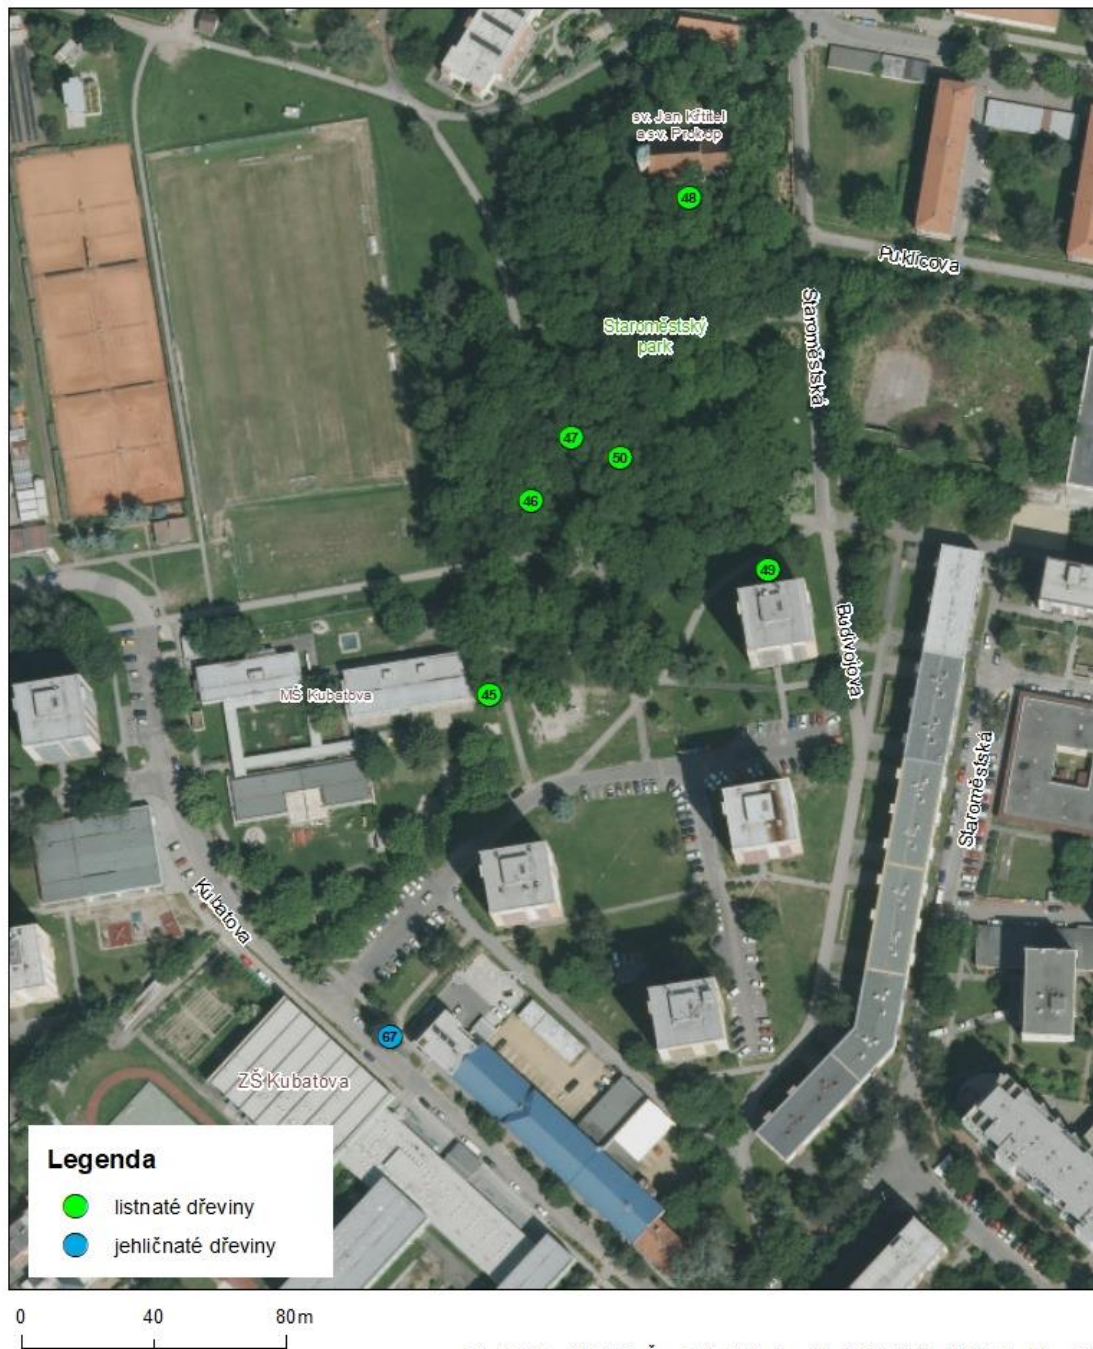 sv. Jan Křtitel
a sv. Prokop
48
Puklicova
Staroměstská
Staroměstský
park
47
50
46
49
Budivojova
45
MŠ Kubatova
Staroměstská
Kubatova
67
ZŠ Kubatova
Legenda
listnaté dřeviny
jehličnaté dřeviny
0 40 80 m